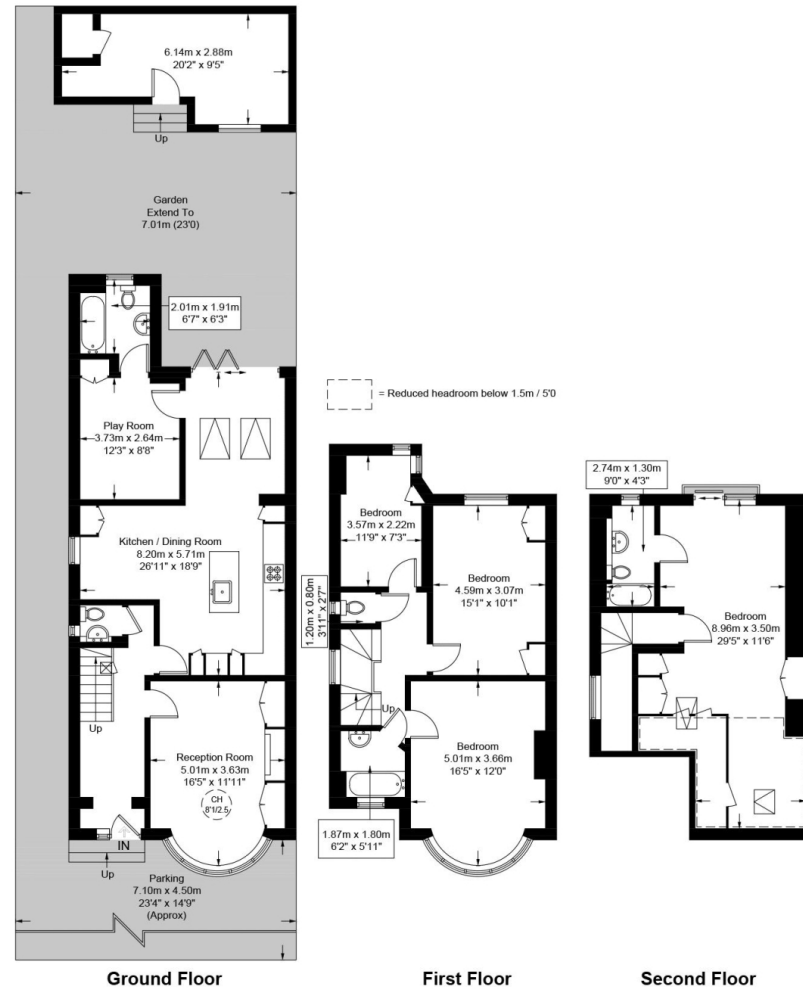 6.14m x 2.88m
20'2" x 9'5"
Up
Garden
Extend To
7.01m (23'0)
2.01m x 1.91m
6'7" x 6'3"
Play Room
3.73m x 2.64m
12'3" x 8'8"
Kitchen / Dining Room
8.20m x 5.71m
26'11" x 18'9"
Up
Reception Room
5.01m x 3.63m
16'5" x 11'11"
CH
8'1/2.5
IN
Up
Parking
7.10m x 4.50m
23'4" x 14'9"
(Approx)
Ground Floor
= Reduced headroom below 1.5m / 5'0
Bedroom
3.57m x 2.22m
11'9" x 7'3"
Bedroom
4.59m x 3.07m
15'1" x 10'1"
1.20m x 0.80m
3'11" x 2'7"
Up
Bedroom
5.01m x 3.66m
16'5" x 12'0"
1.87m x 1.80m
6'2" x 5'11"
First Floor
2.74m x 1.30m
9'0" x 4'3"
Bedroom
8.96m x 3.50m
29'5" x 11'6"
Second Floor